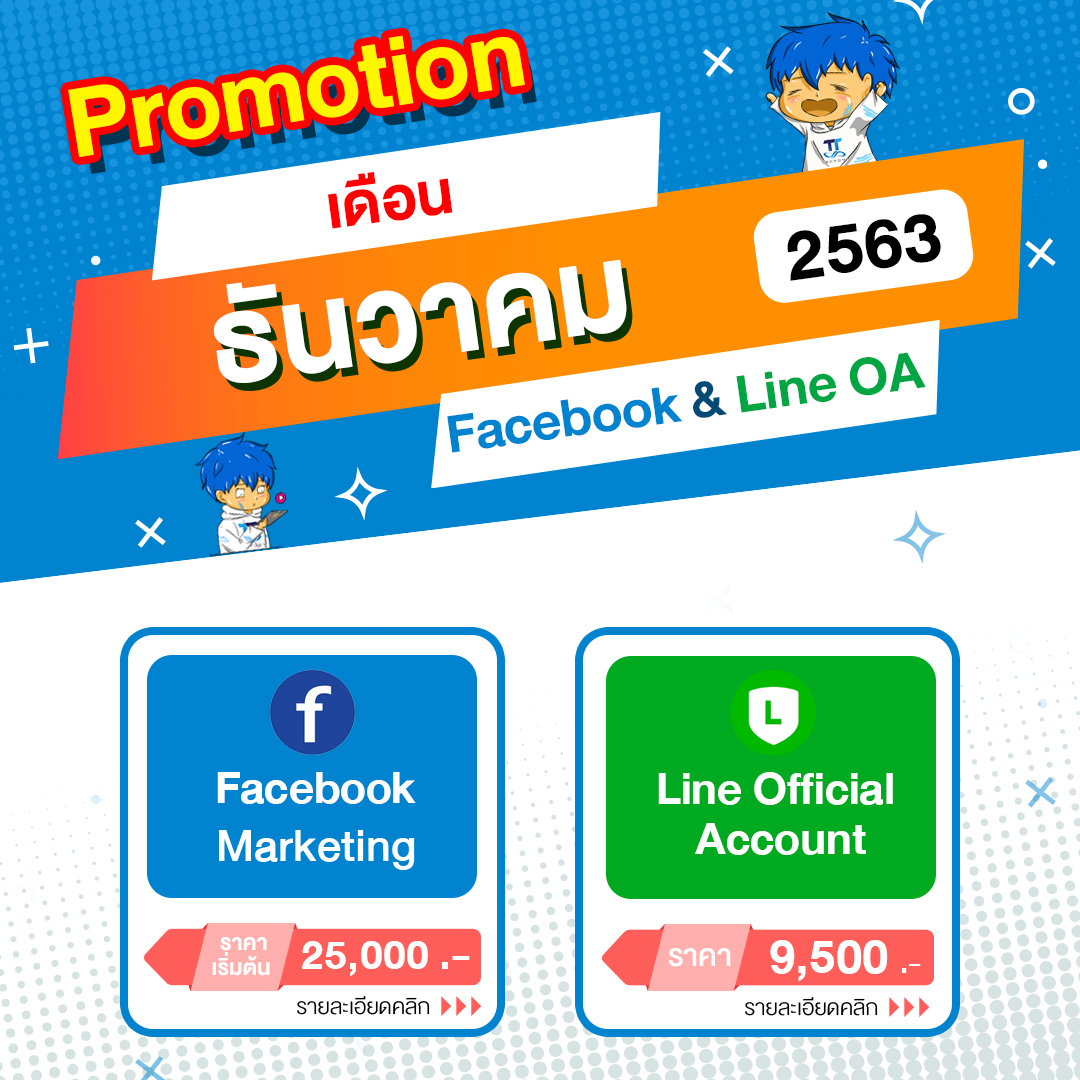 Promotion
เดือน
ธันวาคม
2563
Facebook & Line OA
f
Facebook
Marketing
ราคา
เริ่มต้น
25,000 .-
รายละเอียดคลิก
L
Line Official
Account
ราคา
9,500 .-
รายละเอียดคลิก